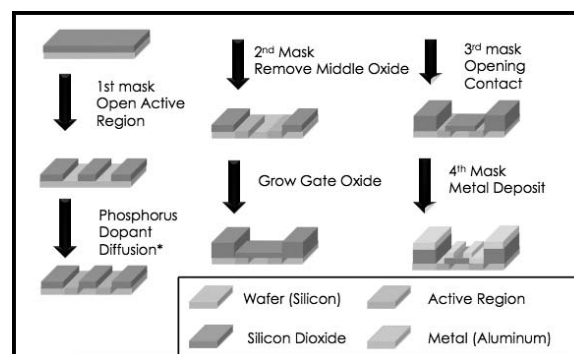 1st mask
Open Active
Region
Phosphorus
Dopant
Diffusion*
2nd Mask
Remove Middle Oxide
Grow Gate Oxide
3rd mask
Opening
Contact
4th Mask
Metal Deposit
Wafer (Silicon)
Active Region
Silicon Dioxide
Metal (Aluminum)